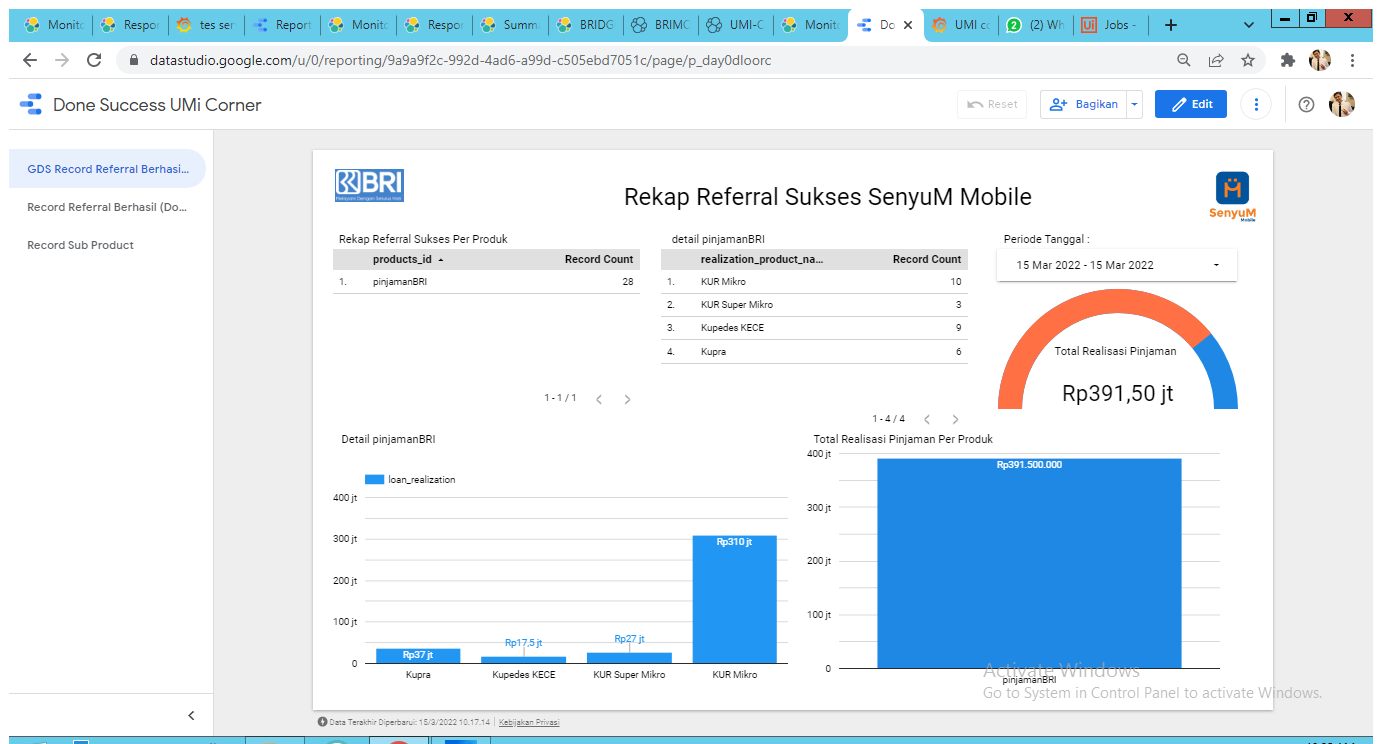 Monito
Respor
tes ser
Report
Monito
Respor
Summa
BRIDG
BRIMO
UMI-C
Monito
Do
UMI co
(2) Wh
Jobs -
datastudio.google.com/u/0/reporting/9a9a9f2c-992d-4ad6-a99d-c505ebd7051c/page/p_day0dloorc
Done Success UMi Corner
Reset
Bagikan
Edit
GDS Record Referral Berhasi...
Record Referral Berhasil (Do...
Record Sub Product
BRI
Rekap Referral Sukses SenyuM Mobile
SenyuM
Mobile
Rekap Referral Sukses Per Produk
products_id Record Count
1. pinjamanBRI 28
1 - 1 / 1
detail pinjamanBRI
realization_product_na... Record Count
1. KUR Mikro 10
2. KUR Super Mikro 3
3. Kupedes KECE 9
4. Kupra 6
1 - 4 / 4
Periode Tanggal :
15 Mar 2022 - 15 Mar 2022
Total Realisasi Pinjaman
Rp391,50 jt
Detail pinjamanBRI
loan_realization
400 jt
300 jt
200 jt
100 jt
0
Rp37 jt
Rp17,5 jt
Rp27 jt
Rp310 jt
Kupra
Kupedes KECE
KUR Super Mikro
KUR Mikro
Total Realisasi Pinjaman Per Produk
400 jt
300 jt
200 jt
100 jt
0
Rp391.500.000
pinjamanBRI
Activate Windows
Go to System in Control Panel to activate Windows.
Data Terakhir Diperbarui: 15/3/2022 10.17.14
Kebijakan Privasi